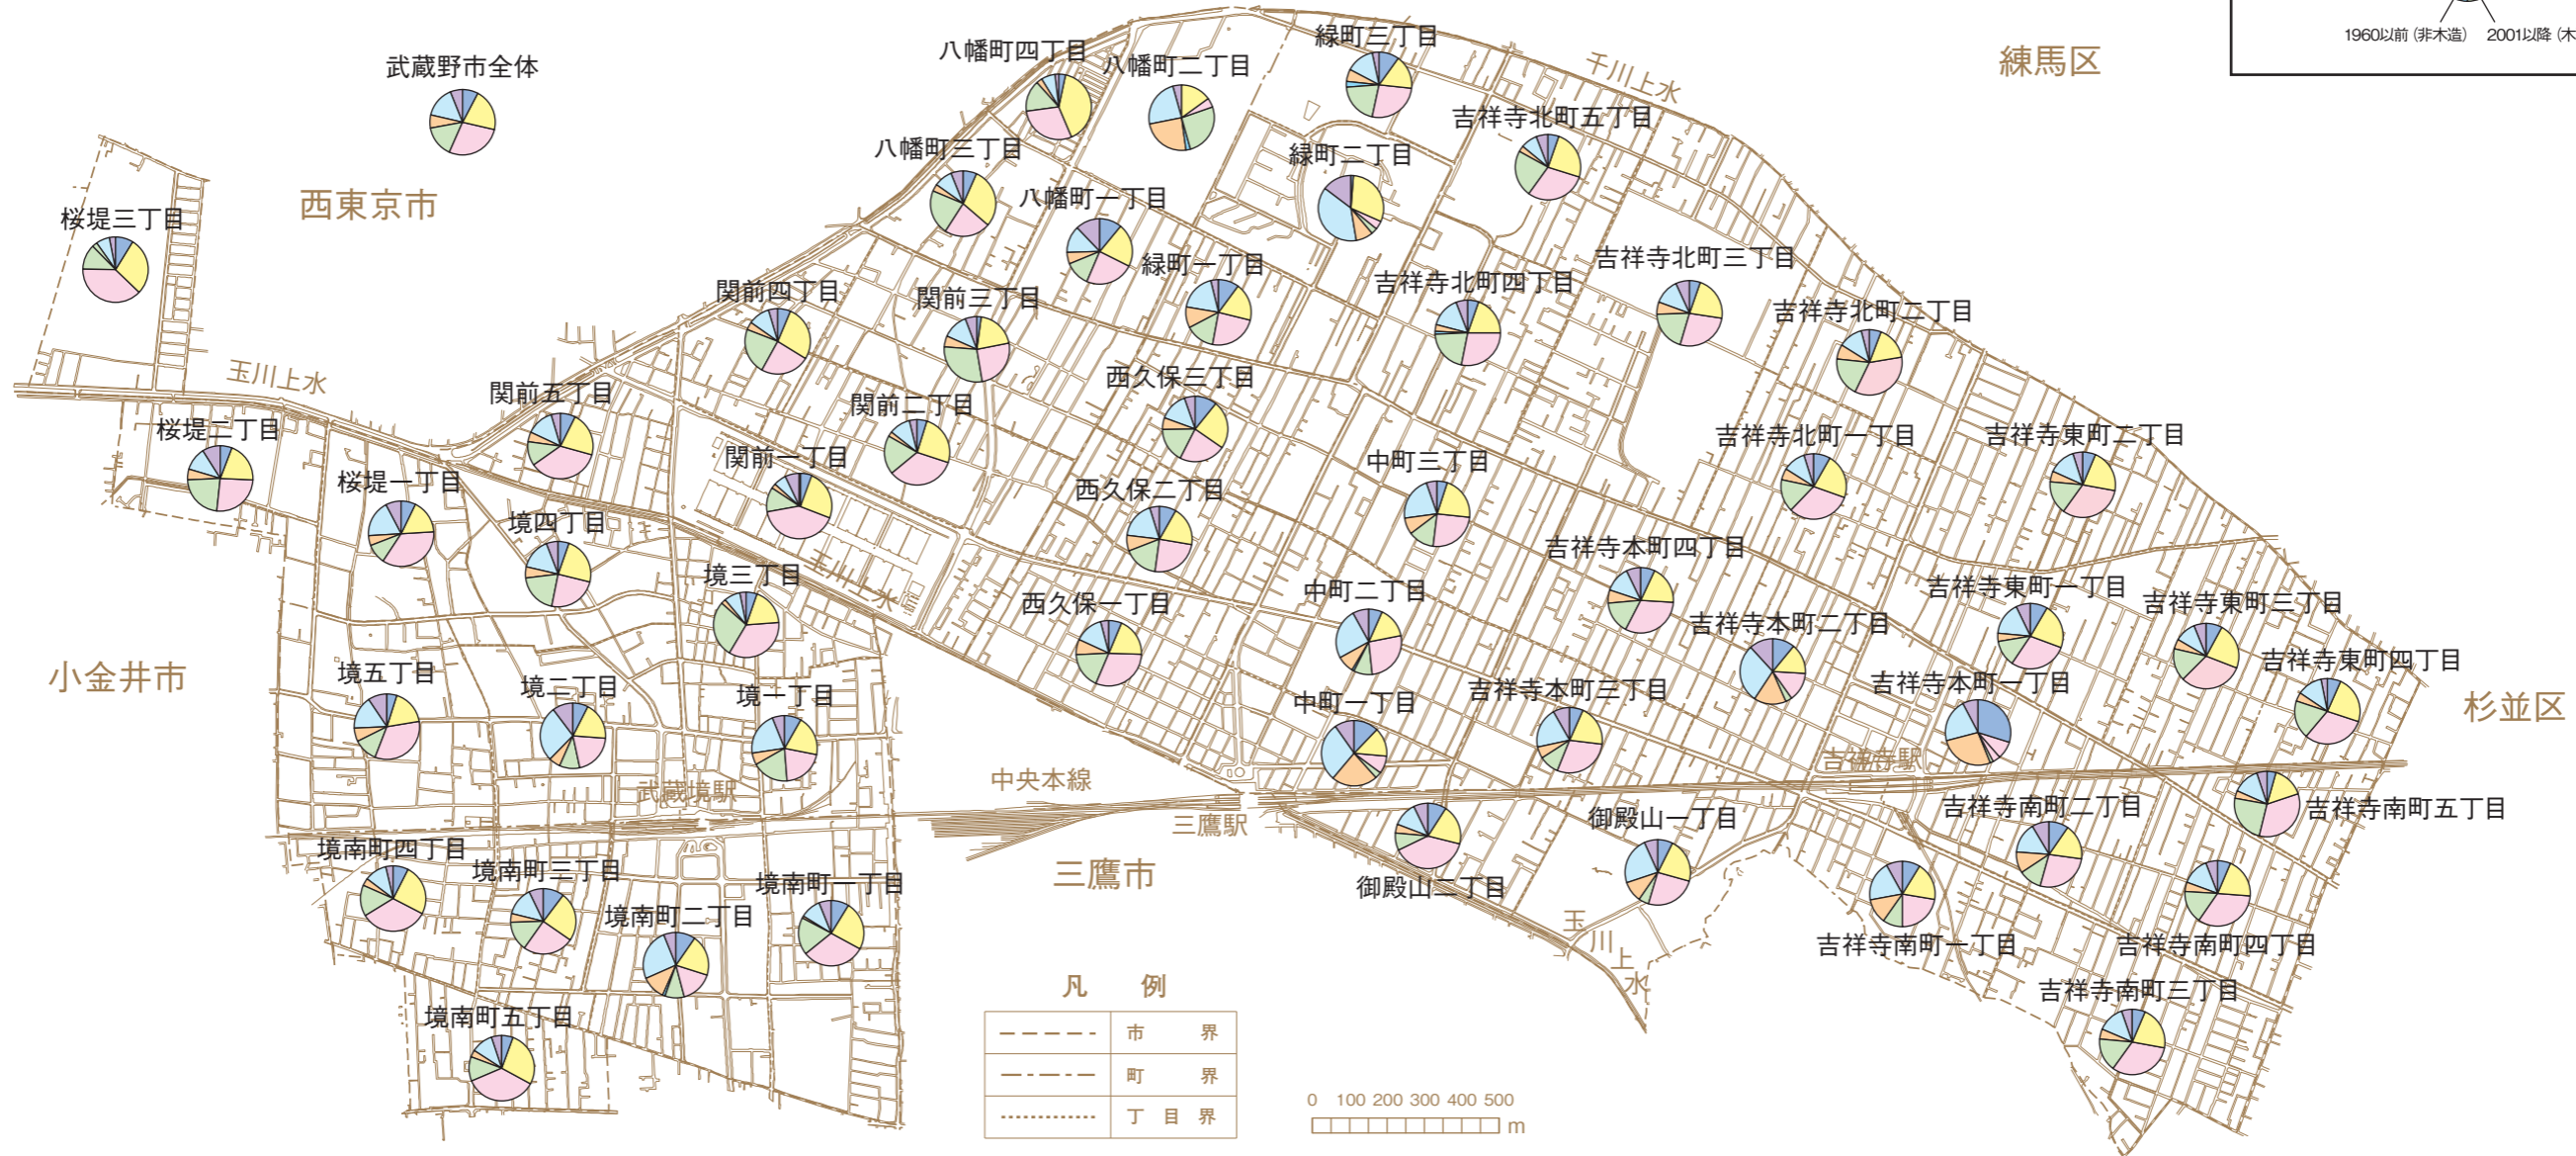 1960以前(非木造) 2001以降(木
練馬区
武蔵野市全体
八幡町四丁目
八幡町二丁目
緑町三丁目
千川上水
吉祥寺北町五丁目
八幡町三丁目
緑町二丁目
西東京市
八幡町一丁目
桜堤三丁目
緑町一丁目
吉祥寺北町三丁目
関前四丁目
関前三丁目
吉祥寺北町四丁目
吉祥寺北町二丁目
玉川上水
関前五丁目
西久保三丁目
関前二丁目
桜堤二丁目
吉祥寺北町一丁目
吉祥寺東町二丁目
関前一丁目
中町三丁目
桜堤一丁目
西久保二丁目
境四丁目
吉祥寺本町四丁目
境三丁目
玉川上水
中町二丁目
吉祥寺東町一丁目
西久保一丁目
吉祥寺東町三丁目
吉祥寺本町二丁目
吉祥寺東町四丁目
小金井市
境五丁目
境二丁目
境一丁目
吉祥寺本町三丁目
吉祥寺本町一丁目
中町一丁目
杉並区
吉祥寺駅
武蔵境駅
中央本線
三鷹駅
吉祥寺南町二丁目
吉祥寺南町五丁目
御殿山一丁目
境南町四丁目
境南町三丁目
三鷹市
境南町一丁目
御殿山二丁目
境南町二丁目
玉川上水
吉祥寺南町一丁目
吉祥寺南町四丁目
凡 例
吉祥寺南町三丁目
境南町五丁目
市 界
町 界
丁目界
0 100 200 300 400 500
m